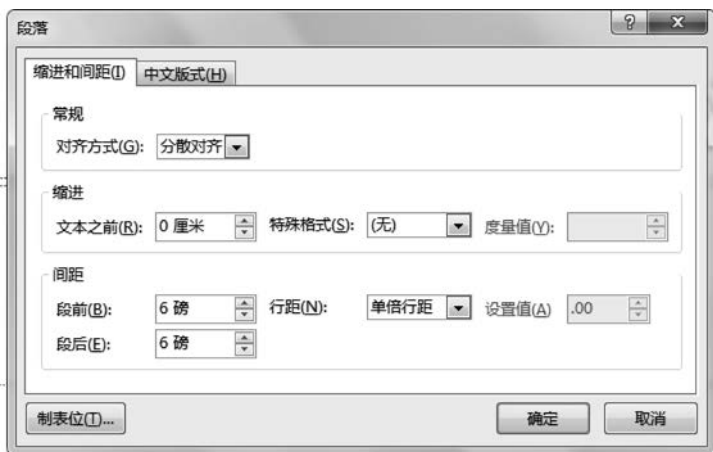 段落
缩进和间距(I) 中文版式(H)
常规
对齐方式(G): 分散对齐
缩进
文本之前(R): 0 厘米 特殊格式(S): (无) 度量值(Y):
间距
段前(B): 6 磅 行距(N): 单倍行距 设置值(A) .00
段后(E): 6 磅
制表位(T)... 确定 取消